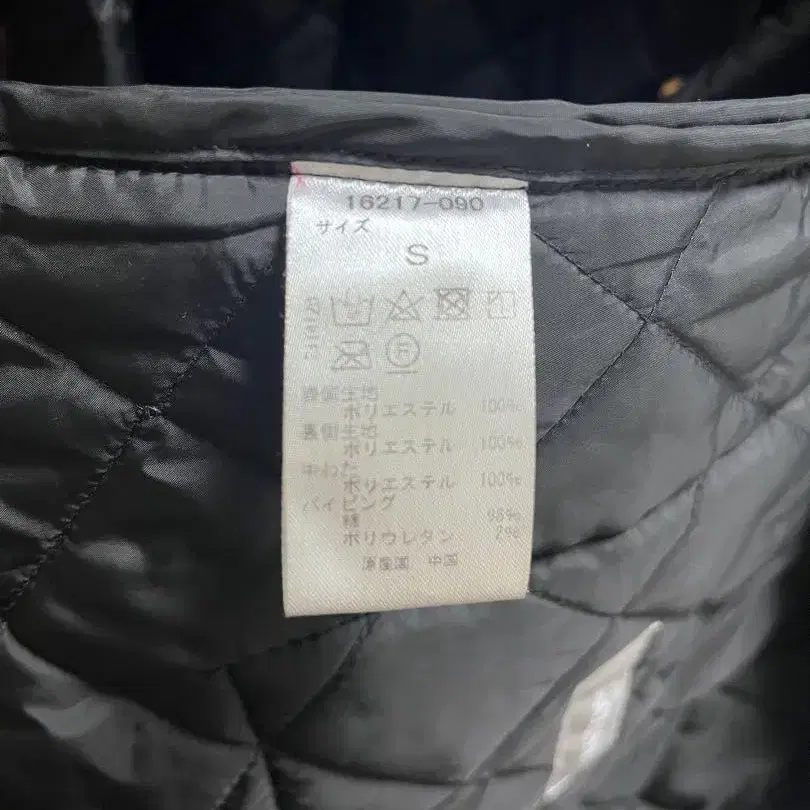 16217-090
サイズ
S
P
表側生地
ポリエステル 100%
裏側生地
ポリエステル 100%
中わた
ポリエステル 100%
パイピング
綿 98%
ポリウレタン 2%
原産国 中国